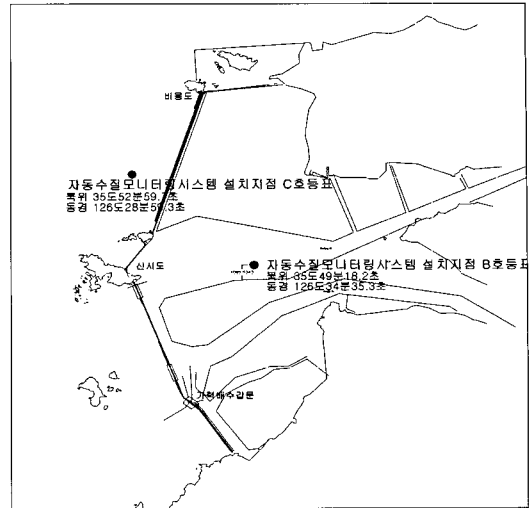 비응도
자동수질모니터링시스템 설치지점 C호등표
북위 35도52분59.7초
동경 126도28분59.3초
신시도
자동수질모니터링시스템 설치지점 B호등표
북위 35도49분18.2초
동경 126도34분35.3초
가력배수갑문